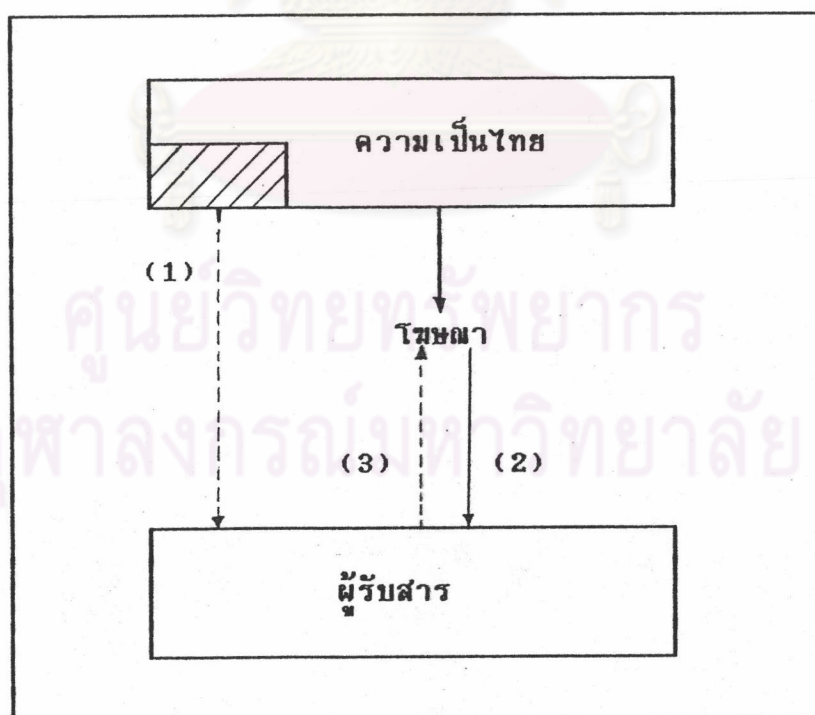 ความเป็นไทย
(1)
โฆษณา
(3) (2)
ผู้รับสาร
ศูนย์วิทยทรัพยากร
จุฬาลงกรณ์มหาวิทยาลัย